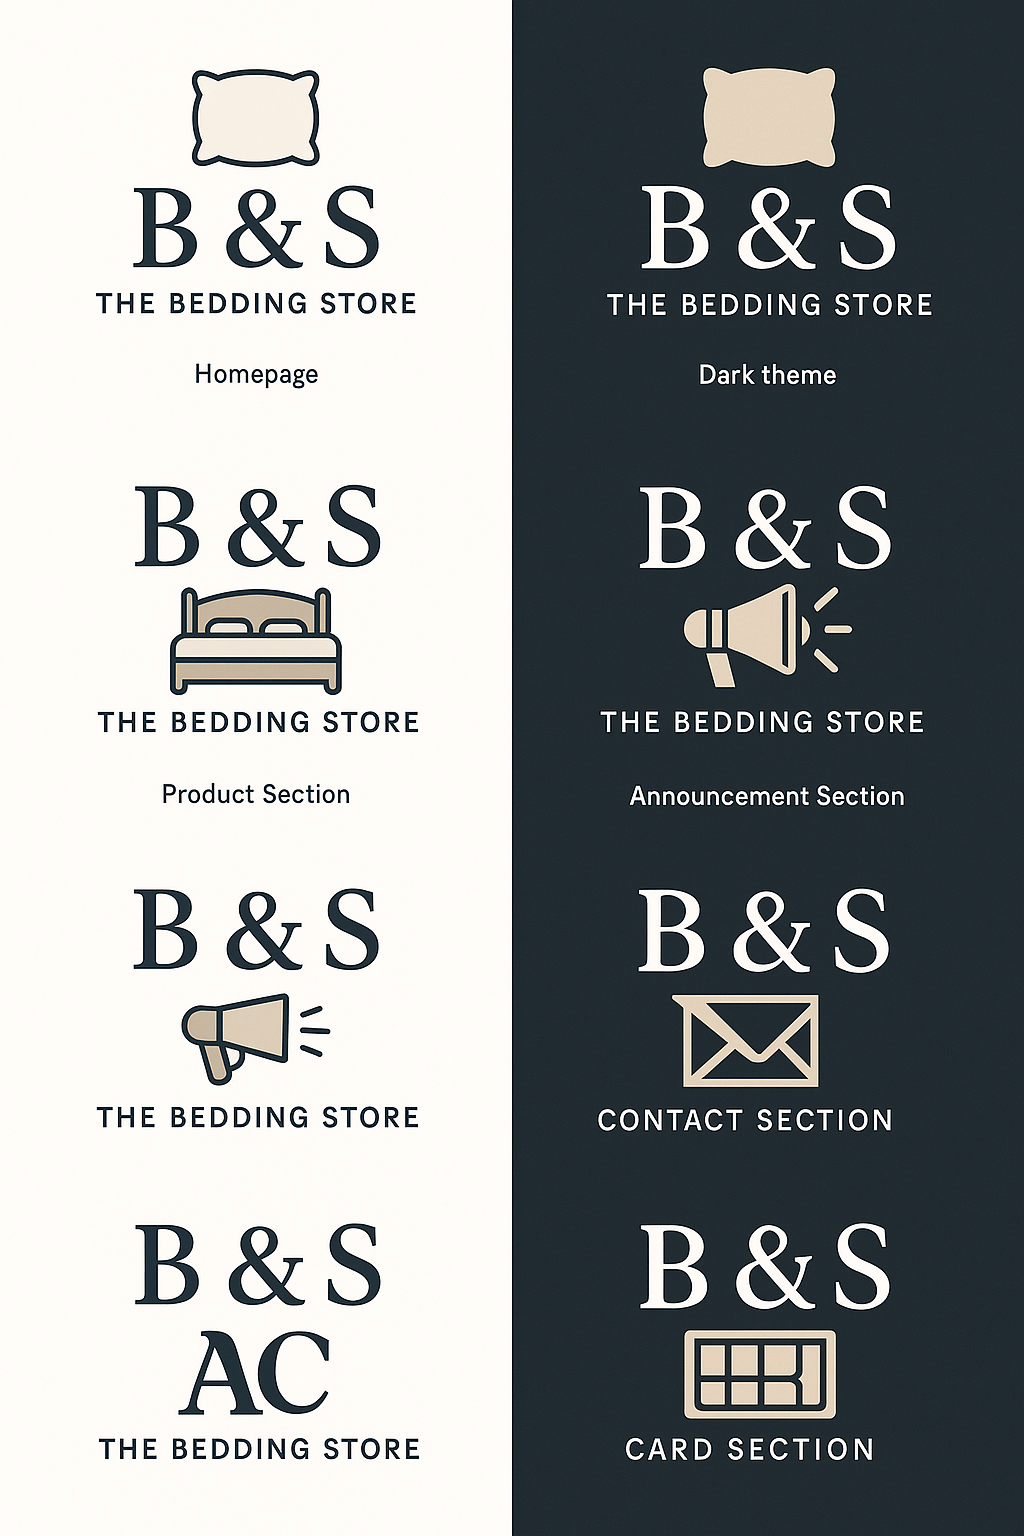 B & S
THE BEDDING STORE
Homepage
B & S
THE BEDDING STORE
Product Section
B & S
THE BEDDING STORE
B & S
AC
THE BEDDING STORE
B & S
THE BEDDING STORE
Dark theme
B & S
THE BEDDING STORE
Announcement Section
B & S
CONTACT SECTION
B & S
CARD SECTION